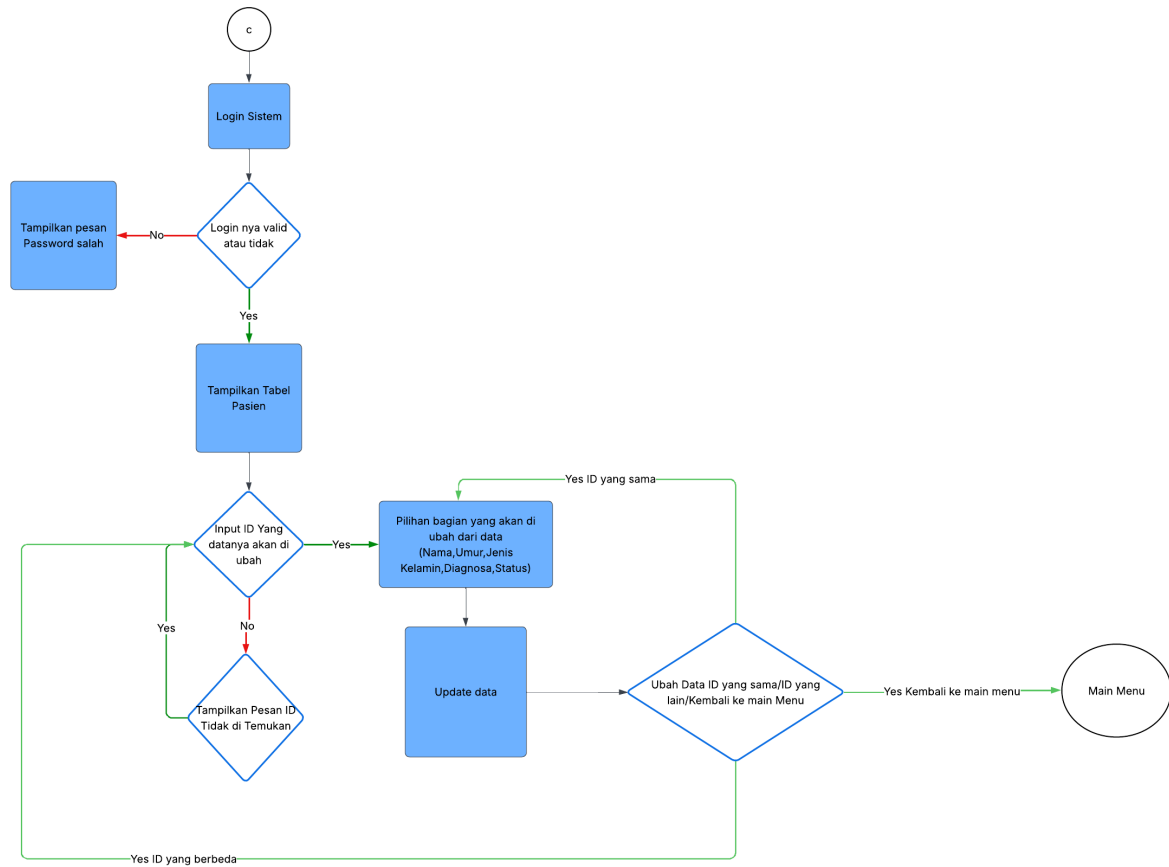 c
Login Sistem
Login nya valid
atau tidak
No
Tampilkan pesan
Password salah
Yes
Tampilkan Tabel
Pasien
Input ID Yang
datanya akan di
ubah
Yes
Pilihan bagian yang akan di
ubah dari data
(Nama,Umur,Jenis
Kelamin,Diagnosa,Status)
Yes ID yang sama
No
Yes
Tampilkan Pesan ID
Tidak di Temukan
Update data
Ubah Data ID yang sama/ID yang
lain/Kembali ke main Menu
Yes Kembali ke main menu
Main Menu
Yes ID yang berbeda